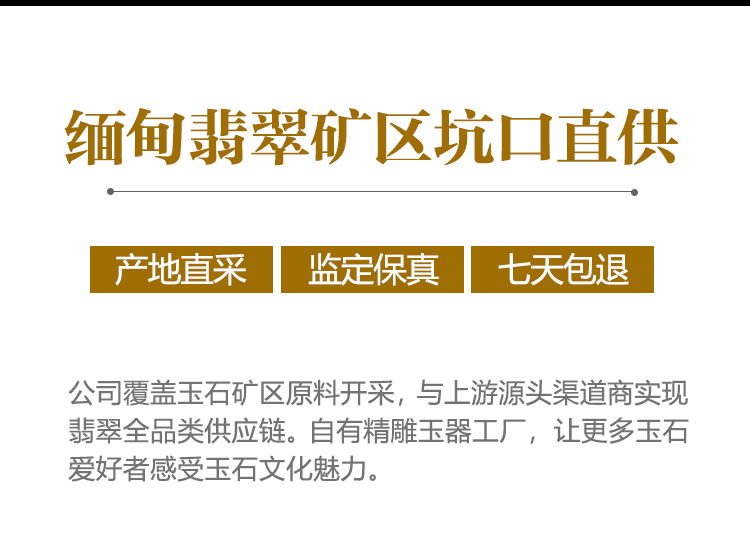 缅甸翡翠矿区坑口直供
产地直采 监定保真 七天包退
公司覆盖玉石矿区原料开采，与上游源头渠道商实现
翡翠全品类供应链。自有精雕玉器工厂，让更多玉石
爱好者感受玉石文化魅力。